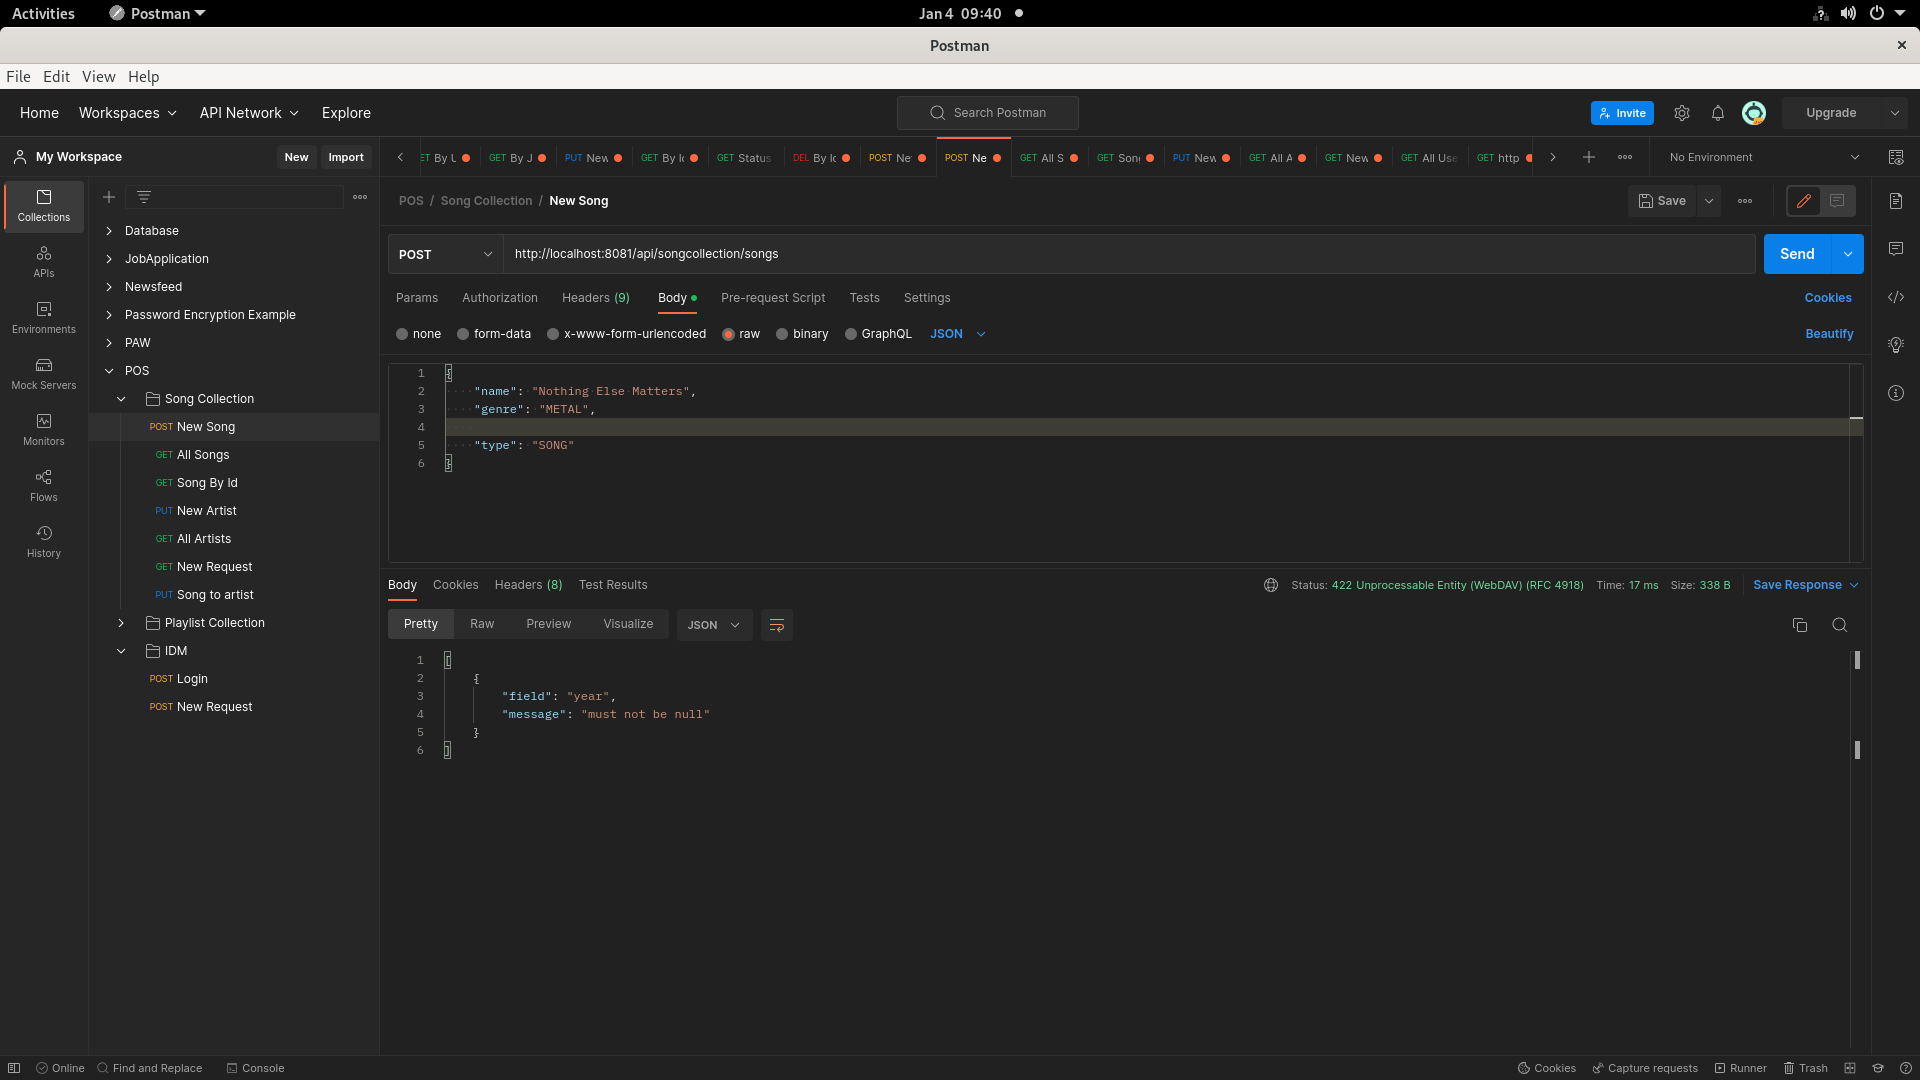 Activities Postman Jan 4 09:40
Postman
File Edit View Help
Home Workspaces API Network Explore Search Postman Invite Upgrade
My Workspace New Import
GET By J PUT New GET By Ic GET Status DEL By Ic POST Ne POST Ne GET All S GET Song PUT New GET All A GET New GET All Use GET http No Environment
Collections
APIs
Environments
Mock Servers
Monitors
Flows
History
Database
JobApplication
Newsfeed
Password Encryption Example
PAW
POS
Song Collection
POST New Song
GET All Songs
GET Song By Id
PUT New Artist
GET All Artists
GET New Request
PUT Song to artist
Playlist Collection
IDM
POST Login
POST New Request
POS / Song Collection / New Song Save
POST http://localhost:8081/api/songcollection/songs Send
Params Authorization Headers (9) Body Pre-request Script Tests Settings Cookies
none form-data x-www-form-urlencoded raw binary GraphQL JSON Beautify
1 {
2 "name": "Nothing Else Matters",
3 "genre": "METAL",
4
5 "type": "SONG"
6 }
Body Cookies Headers (8) Test Results Status: 422 Unprocessable Entity (WebDAV) (RFC 4918) Time: 17 ms Size: 338 B Save Response
Pretty Raw Preview Visualize JSON
1 [
2 {
3 "field": "year",
4 "message": "must not be null"
5 }
6 ]
Online Find and Replace Console Cookies Capture requests Runner Trash